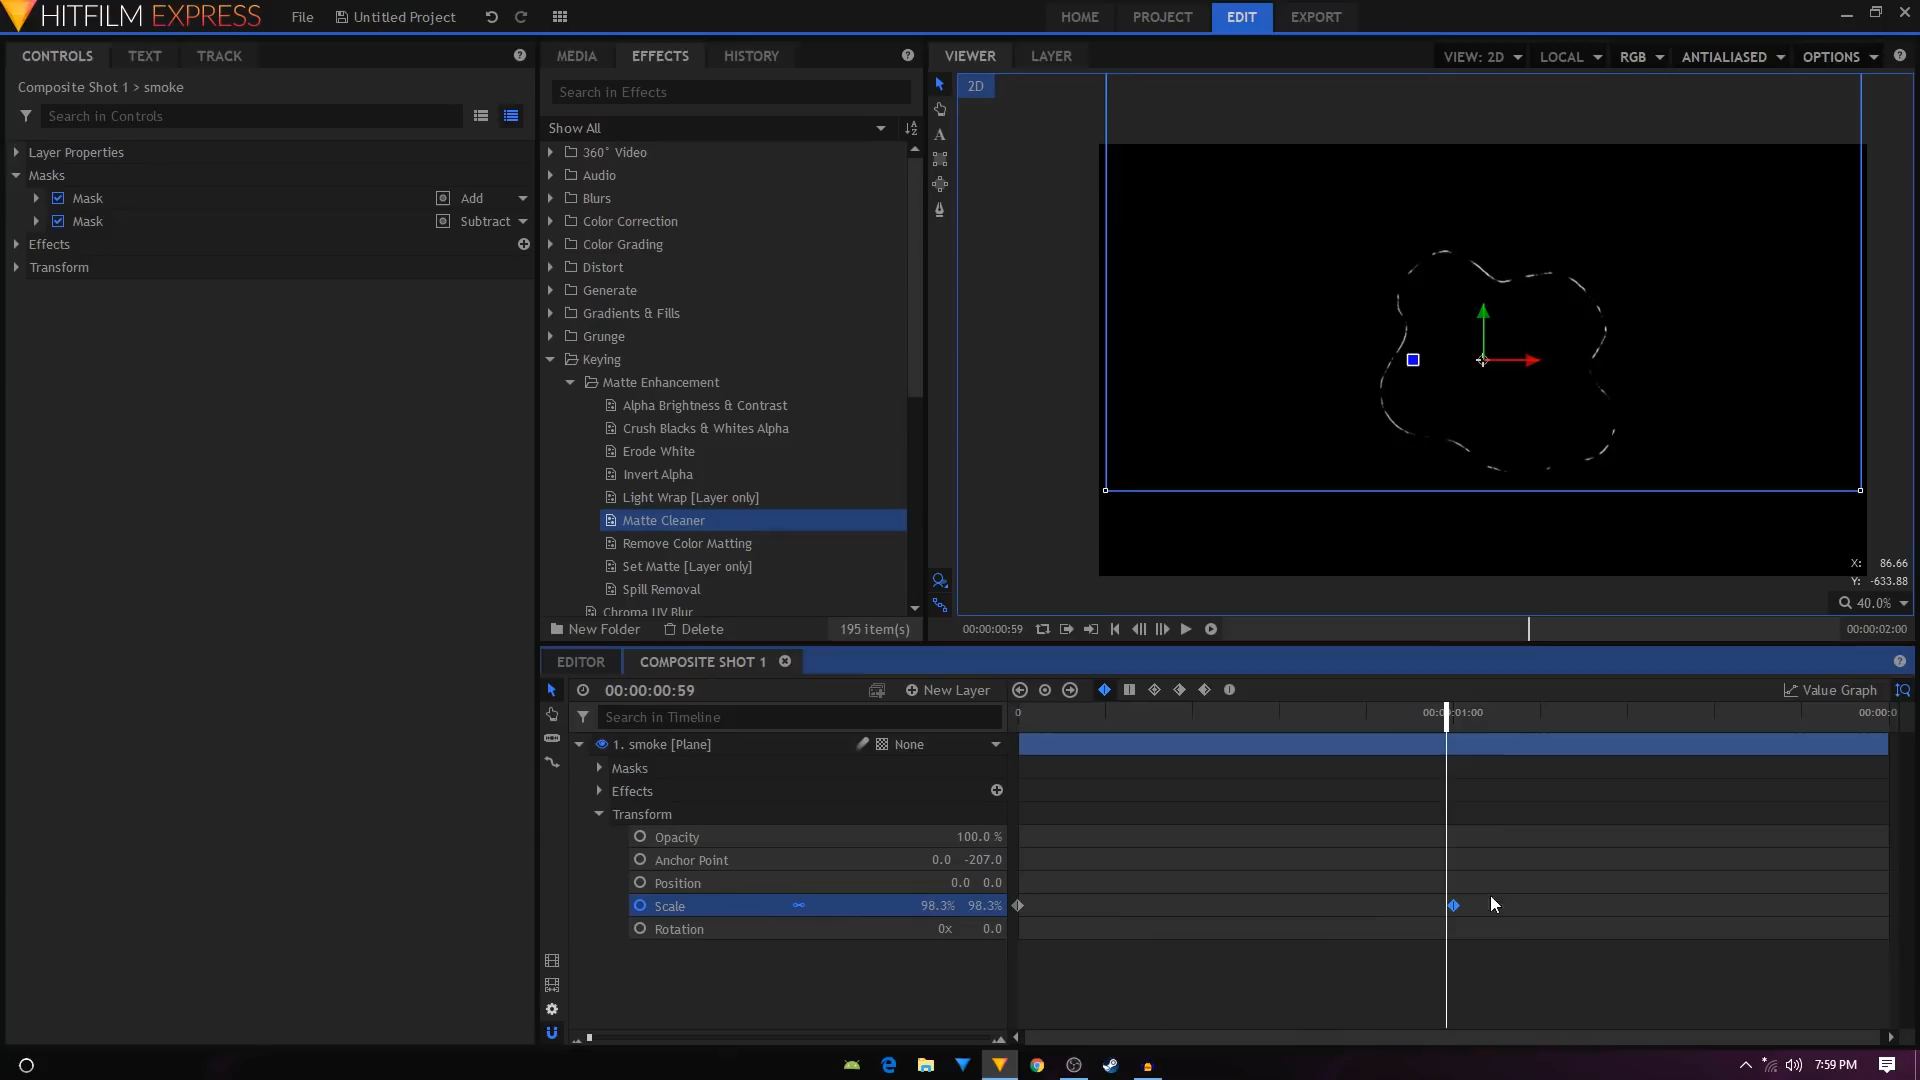 HITFILM EXPRESS
File
Untitled Project
HOME
PROJECT
EDIT
EXPORT
CONTROLS
TEXT
TRACK
Composite Shot 1 > smoke
Search in Controls
Layer Properties
Masks
Mask
Add
Mask
Subtract
Effects
Transform
MEDIA
EFFECTS
HISTORY
Search in Effects
Show All
360° Video
Audio
Blurs
Color Correction
Color Grading
Distort
Generate
Gradients & Fills
Grunge
Keying
Matte Enhancement
Alpha Brightness & Contrast
Crush Blacks & Whites Alpha
Erode White
Invert Alpha
Light Wrap [Layer only]
Matte Cleaner
Remove Color Matting
Set Matte [Layer only]
Spill Removal
Chroma UV Blur
New Folder
Delete
195 item(s)
VIEWER
LAYER
VIEW: 2D
LOCAL
RGB
ANTIALIASED
OPTIONS
2D
X: 86.66
Y: -633.88
40.0%
00:00:00:59
00:00:02:00
EDITOR
COMPOSITE SHOT 1
00:00:00:59
New Layer
Value Graph
Search in Timeline
0
00:00:01:00
00:00:0
1. smoke [Plane]
None
Masks
Effects
Transform
Opacity
100.0 %
Anchor Point
0.0 -207.0
Position
0.0 0.0
Scale
98.3% 98.3%
Rotation
0x 0.0
7:59 PM